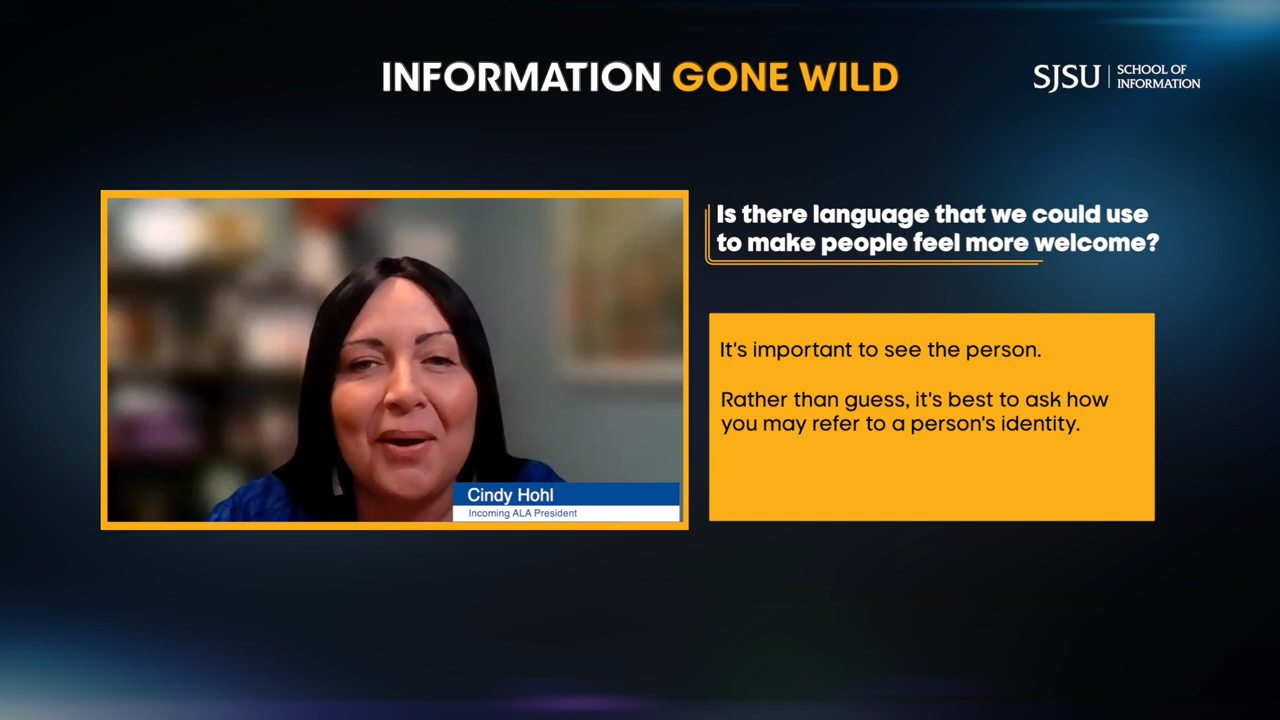 INFORMATION GONE WILD
SJSU
SCHOOL OF
INFORMATION
Is there language that we could use
to make people feel more welcome?
It's important to see the person.
Rather than guess, it's best to ask how
you may refer to a person's identity.
Cindy Hohl
Incoming ALA President